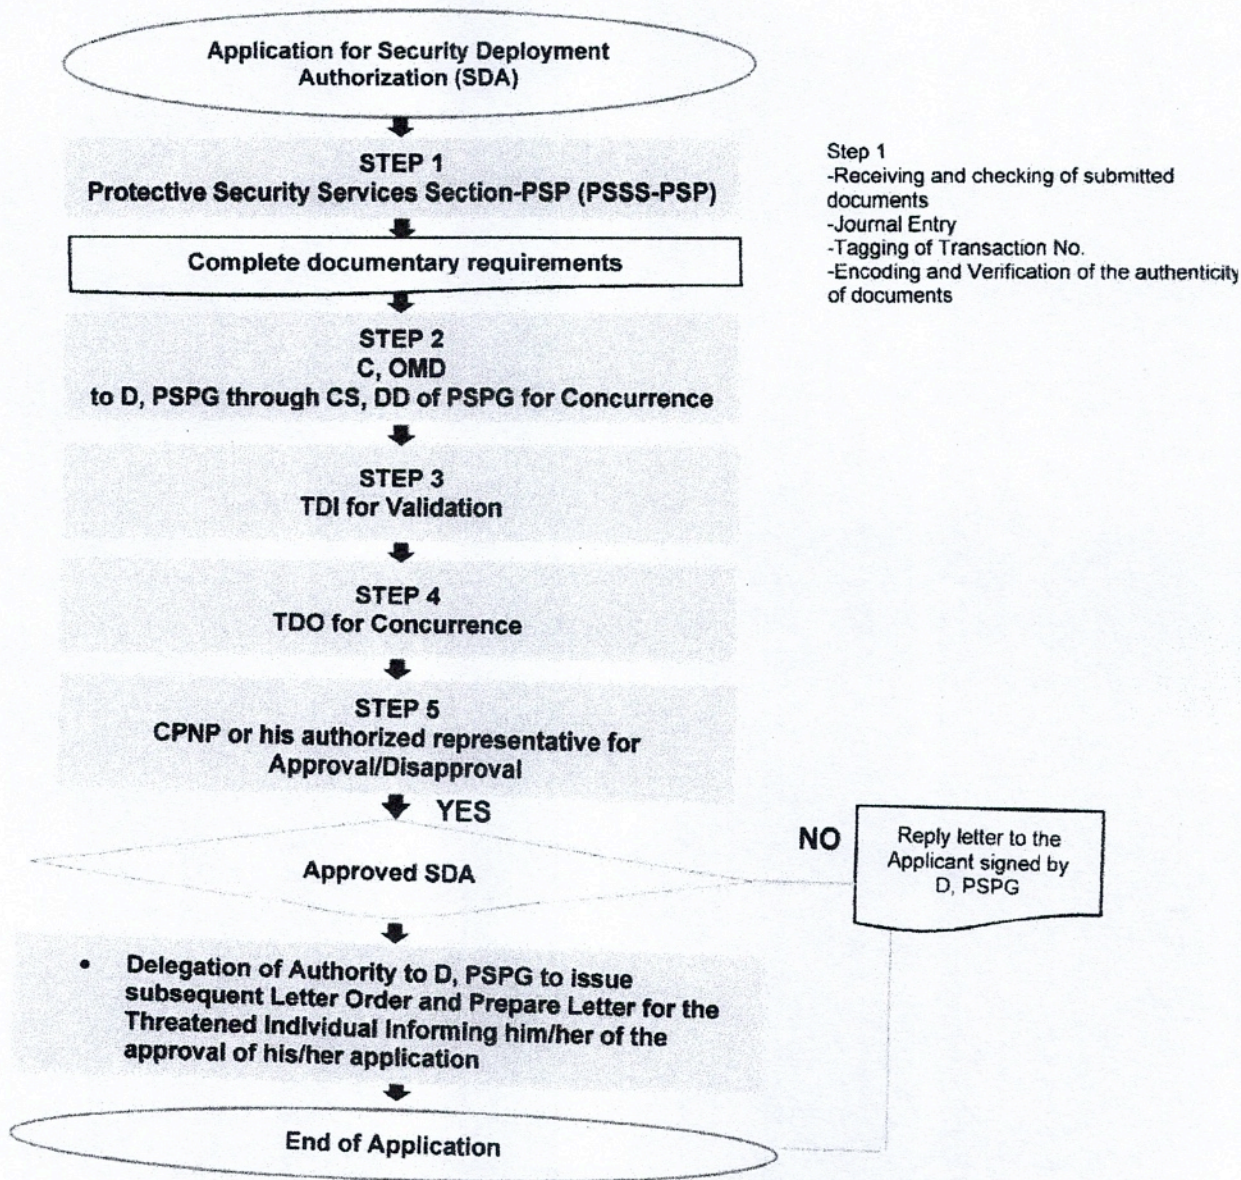 Application for Security Deployment
Authorization (SDA)
STEP 1
Protective Security Services Section-PSP (PSSS-PSP)
Step 1
-Receiving and checking of submitted
documents
-Journal Entry
-Tagging of Transaction No.
-Encoding and Verification of the authenticity
of documents
Complete documentary requirements
STEP 2
C, OMD
to D, PSPG through CS, DD of PSPG for Concurrence
STEP 3
TDI for Validation
STEP 4
TDO for Concurrence
STEP 5
CPNP or his authorized representative for
Approval/Disapproval
YES
Approved SDA
NO
Reply letter to the
Applicant signed by
D, PSPG
• Delegation of Authority to D, PSPG to issue
subsequent Letter Order and Prepare Letter for the
Threatened Individual Informing him/her of the
approval of his/her application
End of Application